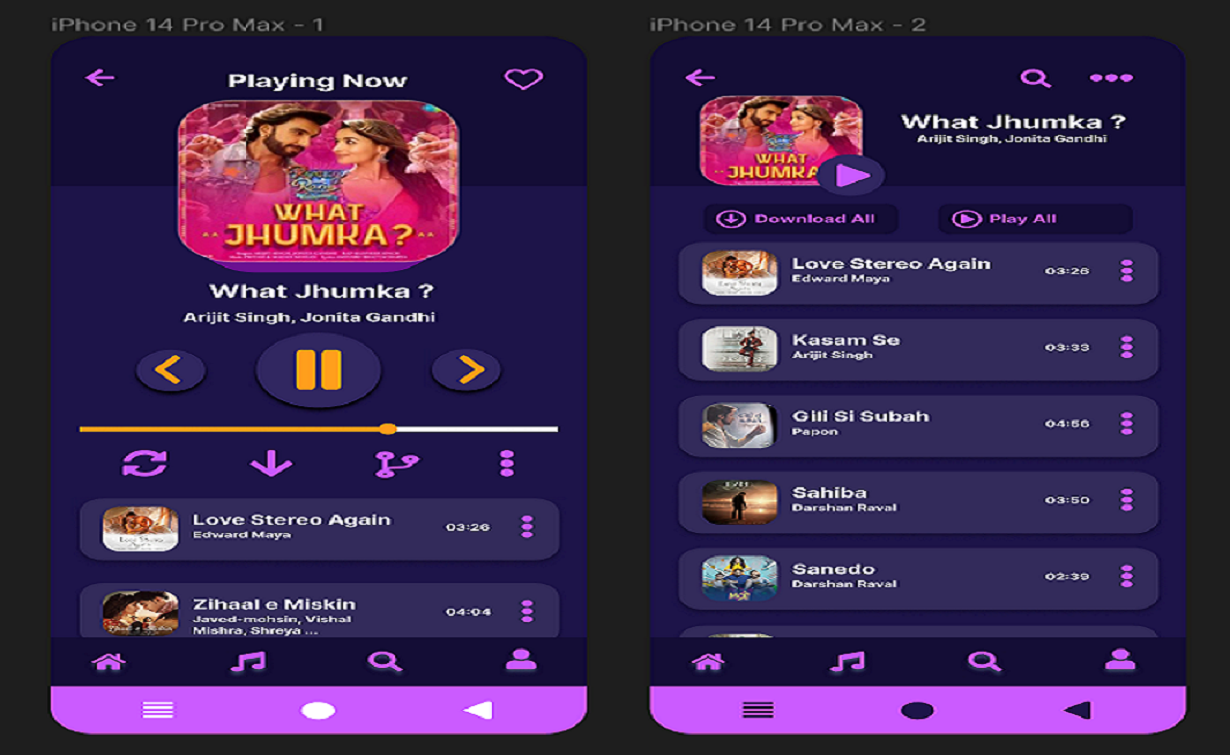 iPhone 14 Pro Max - 1
Playing Now
WHAT
JHUMKA?
What Jhumka ?
Arijit Singh, Jonita Gandhi
Love Stereo Again
Edward Maya
03:26
Zihaal e Miskin
Javed-mohsin, Vishal
Mishra, Shreya ...
04:04
iPhone 14 Pro Max - 2
WHAT
JHUMKA
What Jhumka ?
Arijit Singh, Jonita Gandhi
Download All
Play All
Love Stereo Again
Edward Maya
03:26
Kasam Se
Arijit Singh
03:33
Gili Si Subah
Papon
04:56
Sahiba
Darshan Raval
03:50
Sanedo
Darshan Raval
02:39